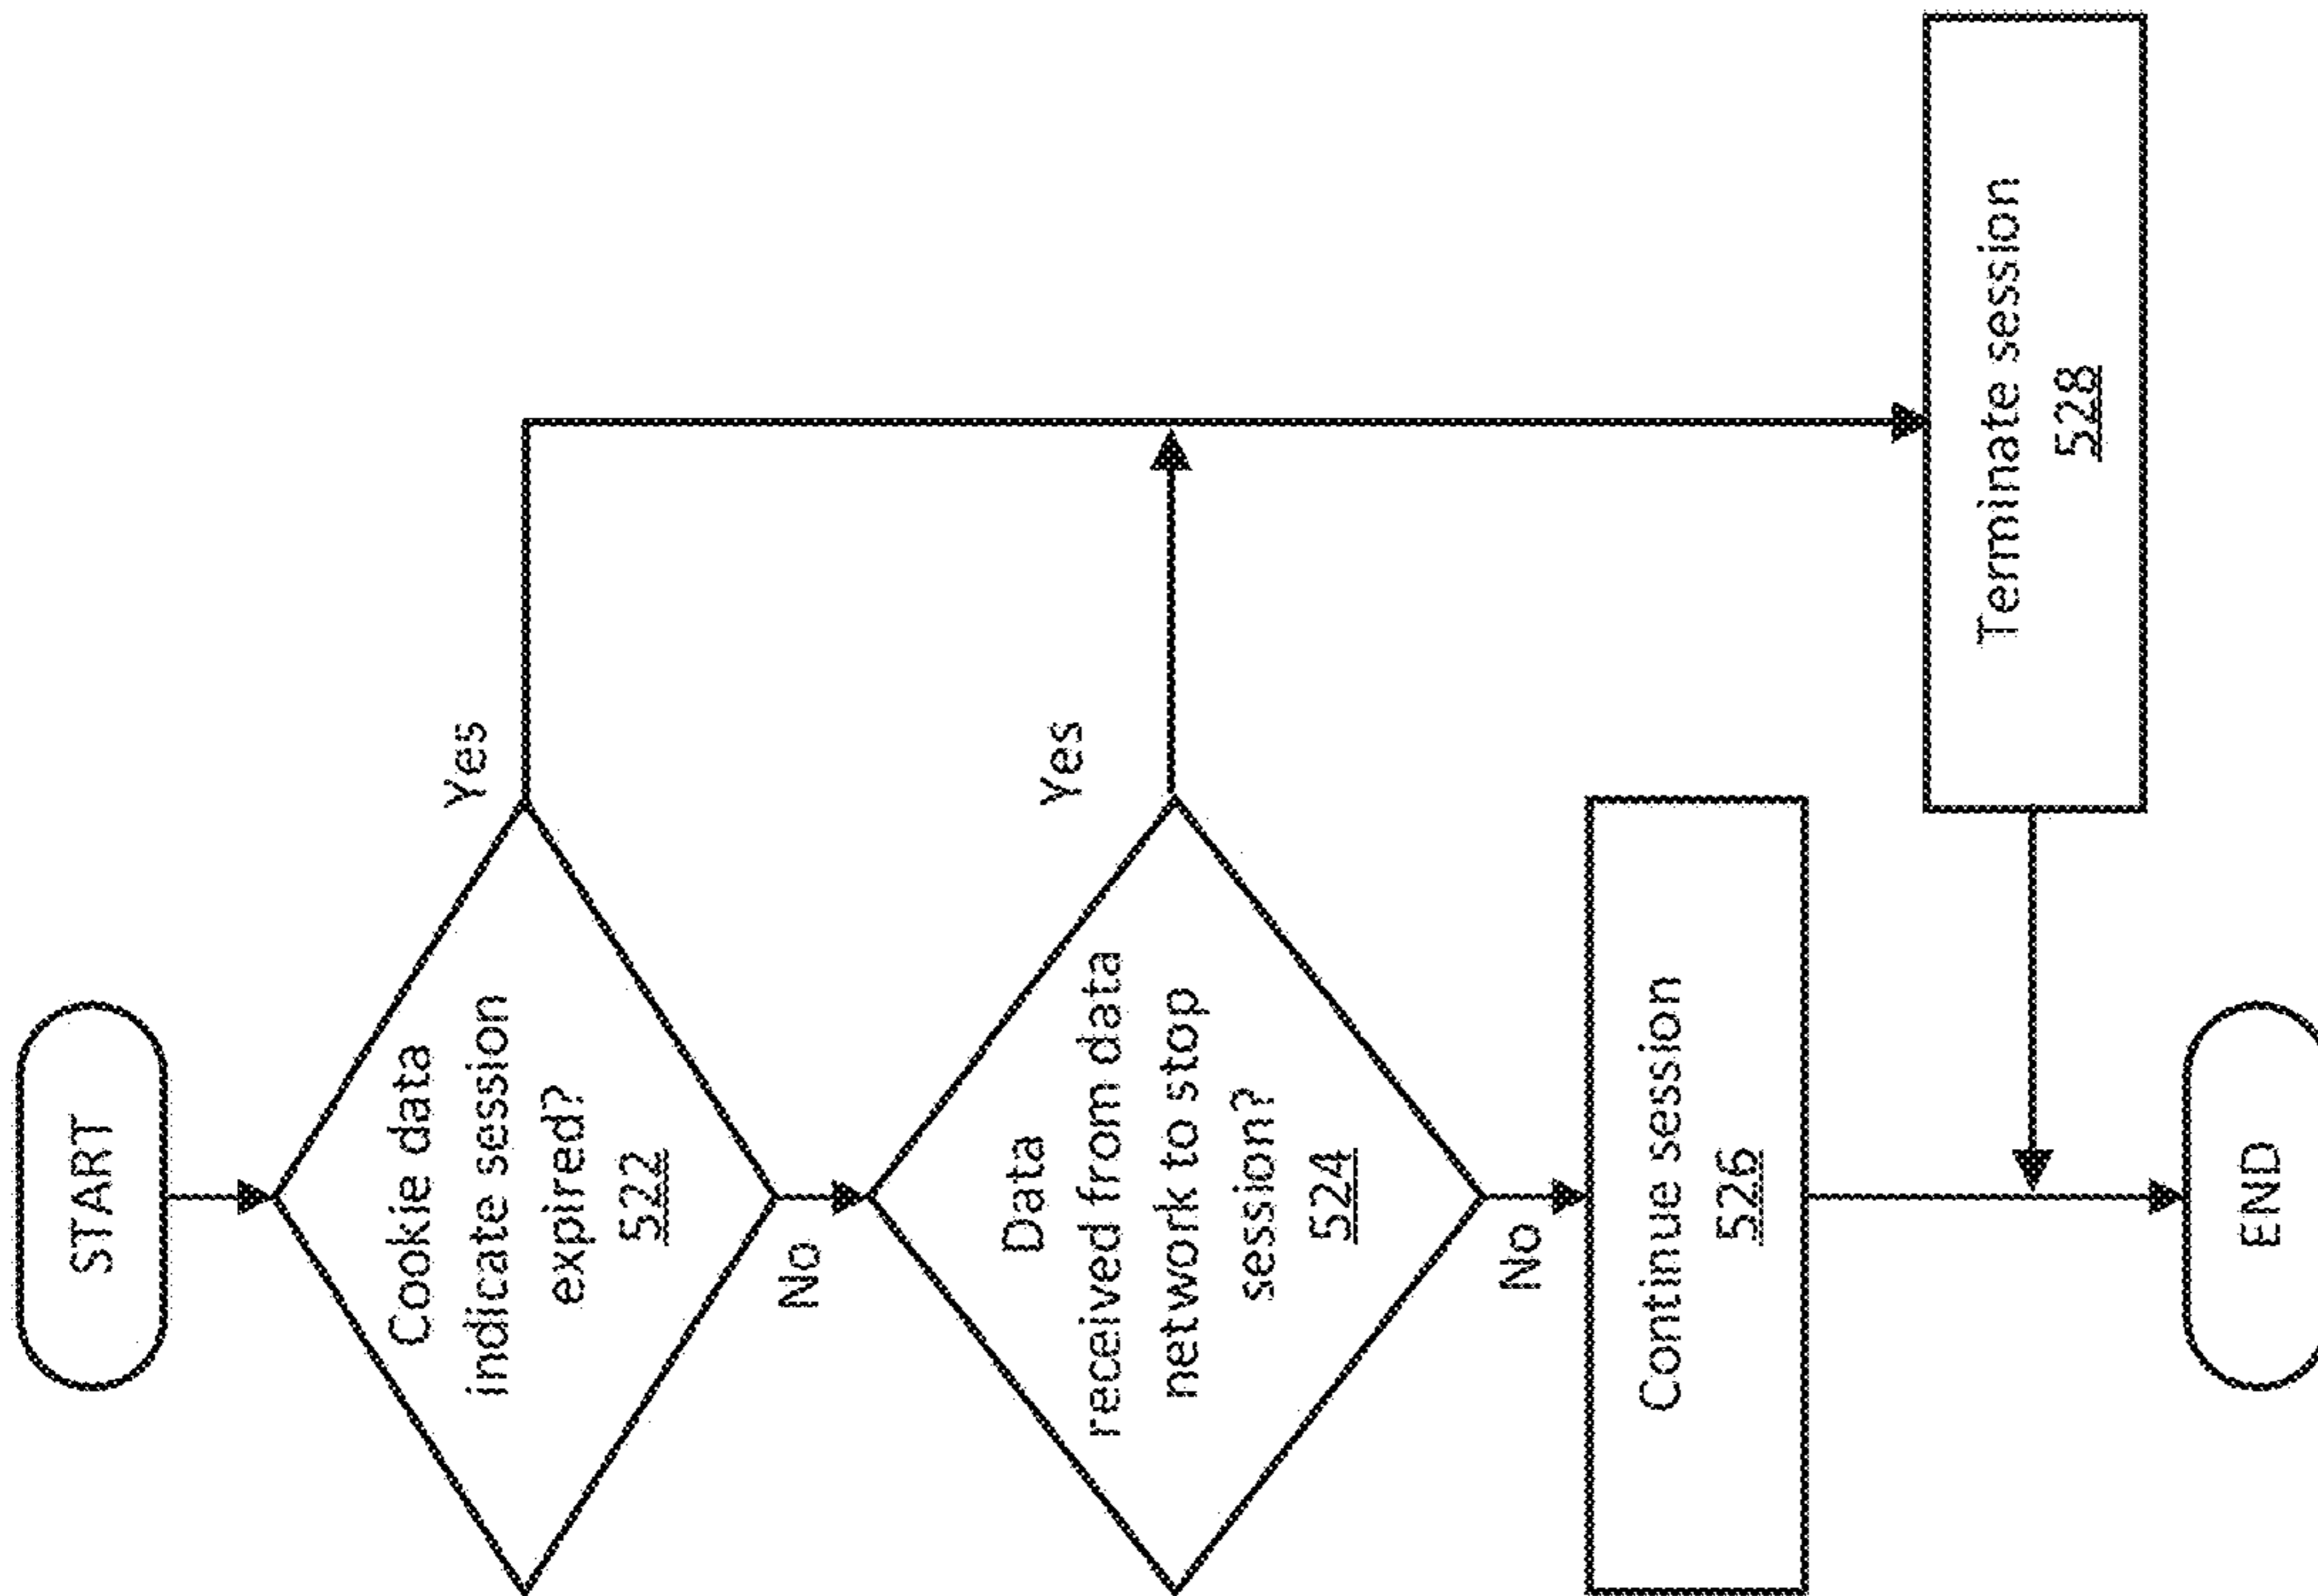 START
Cookie data
indicate session
expired?
522
Yes
No
Data
received from data
network to stop
session?
524
Yes
No
Continue session
526
Terminate session
528
END